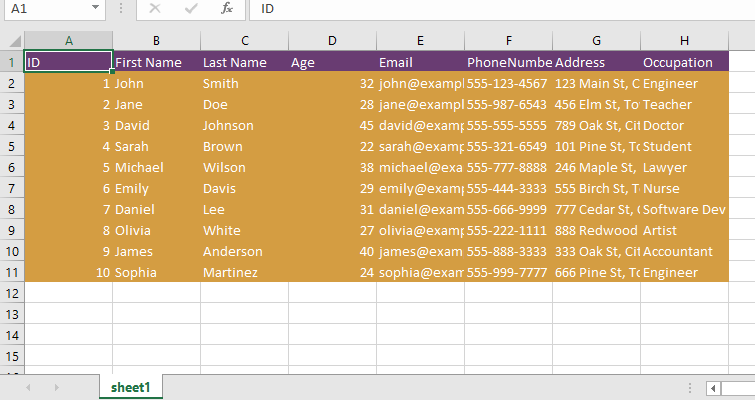 A1 fx ID
A B C D E F G H
1 ID First Name Last Name Age Email PhoneNumbe Address Occupation
2 1 John Smith 32 john@exampl 555-123-4567 123 Main St, C Engineer
3 2 Jane Doe 28 jane@exampl 555-987-6543 456 Elm St, To Teacher
4 3 David Johnson 45 david@examp 555-555-5555 789 Oak St, Cit Doctor
5 4 Sarah Brown 22 sarah@examp 555-321-6549 101 Pine St, To Student
6 5 Michael Wilson 38 michael@exa 555-777-8888 246 Maple St, Lawyer
7 6 Emily Davis 29 emily@examp 555-444-3333 555 Birch St, T Nurse
8 7 Daniel Lee 31 daniel@exam 555-666-9999 777 Cedar St, Software Dev
9 8 Olivia White 27 olivia@examp 555-222-1111 888 Redwood Artist
10 9 James Anderson 40 james@exam 555-888-3333 333 Oak St, Cit Accountant
11 10 Sophia Martinez 24 sophia@exam 555-999-7777 666 Pine St, To Engineer
12
13
14
15
sheet1